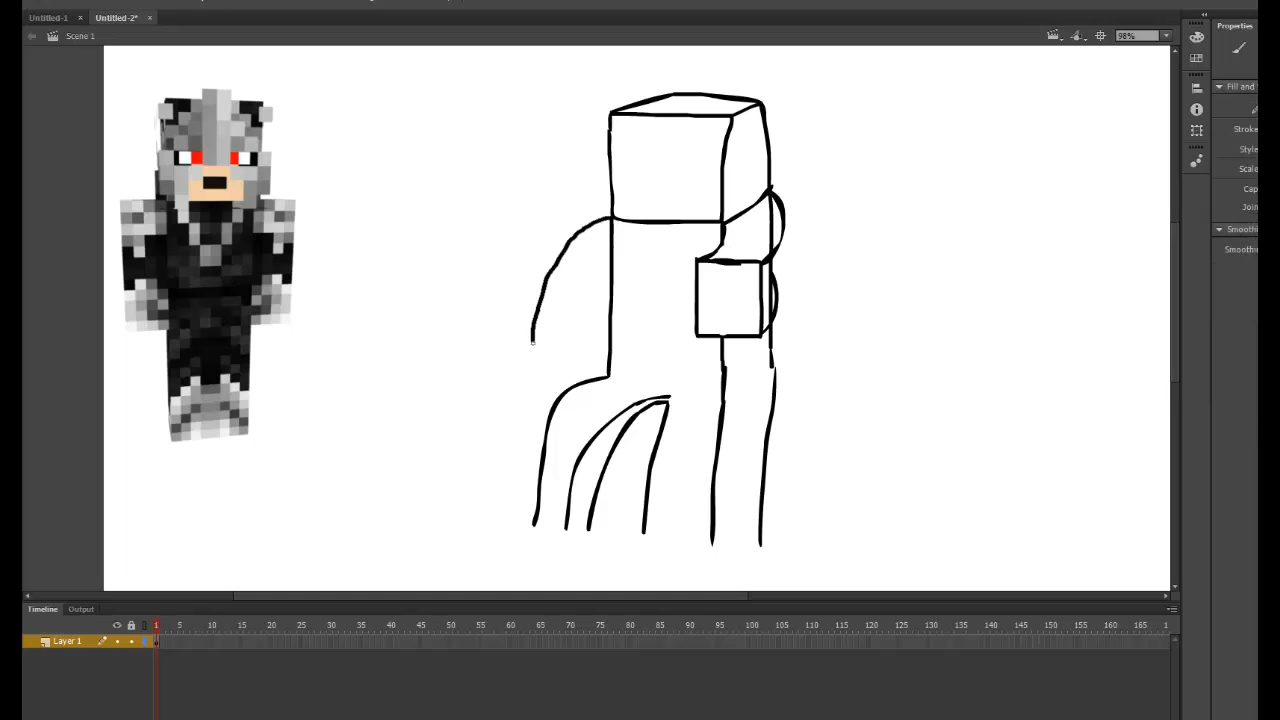 Untitled-1 × Untitled-2* ×
Scene 1
98%
Properties
Fill and
Stroke
Style
Scale
Cap
Join
Smoothi
Smoothin
Timeline Output
1 5 10 15 20 25 30 35 40 45 50 55 60 65 70 75 80 85 90 95 100 105 110 115 120 125 130 135 140 145 150 155 160 165 1
Layer 1